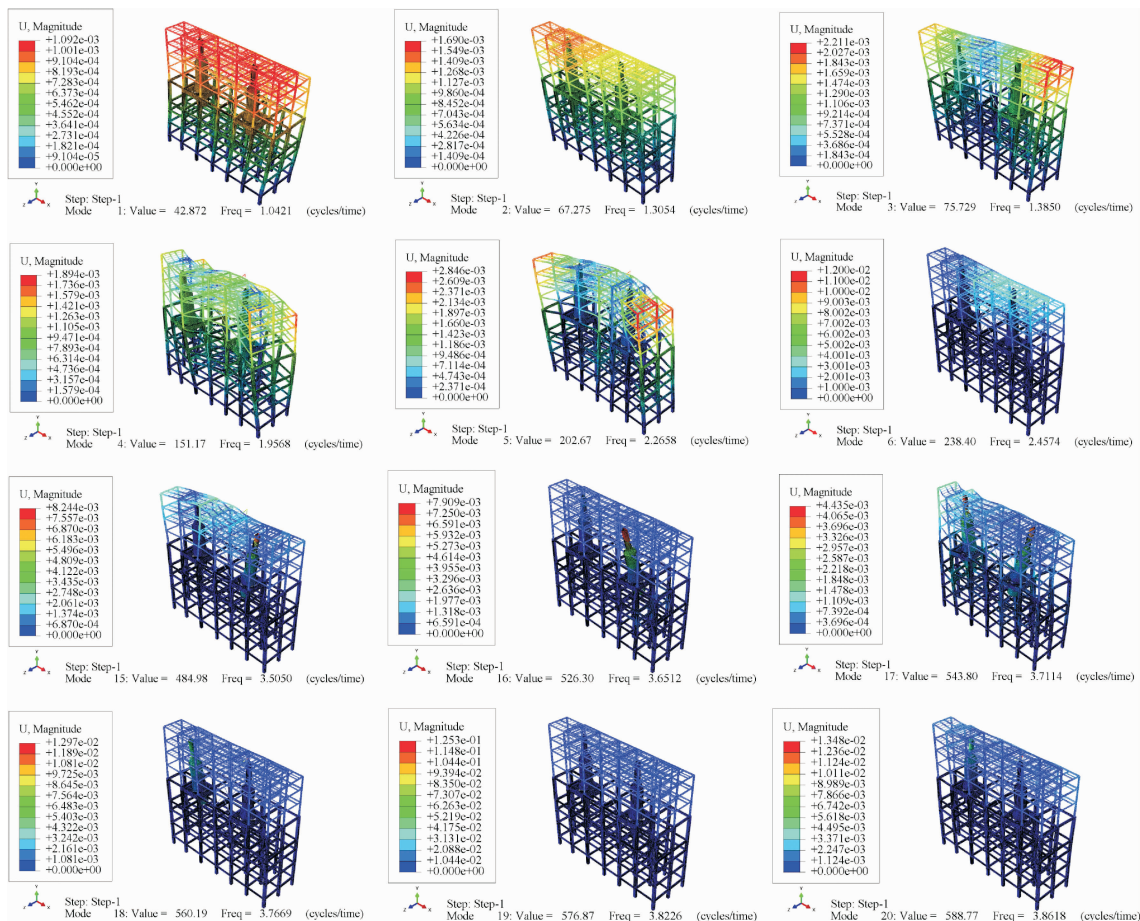 U, Magnitude
+1.092e-03
+1.001e-03
+9.104e-04
+8.193e-04
+7.283e-04
+6.373e-04
+5.462e-04
+4.552e-04
+3.641e-04
+2.731e-04
+1.821e-04
+9.104e-05
+0.000e+00
Y
Z X
Step: Step-1
Mode 1: Value = 42.872 Freq = 1.0421 (cycles/time)
U, Magnitude
+1.690e-03
+1.549e-03
+1.409e-03
+1.268e-03
+1.127e-03
+9.860e-04
+8.452e-04
+7.043e-04
+5.634e-04
+4.226e-04
+2.817e-04
+1.409e-04
+0.000e+00
Y
Z X
Step: Step-1
Mode 2: Value = 67.275 Freq = 1.3054 (cycles/time)
U, Magnitude
+2.211e-03
+2.027e-03
+1.843e-03
+1.659e-03
+1.474e-03
+1.290e-03
+1.106e-03
+9.214e-04
+7.371e-04
+5.528e-04
+3.686e-04
+1.843e-04
+0.000e+00
Y
Z X
Step: Step-1
Mode 3: Value = 75.729 Freq = 1.3850 (cycles/time)
U, Magnitude
+1.894e-03
+1.736e-03
+1.579e-03
+1.421e-03
+1.263e-03
+1.105e-03
+9.471e-04
+7.893e-04
+6.314e-04
+4.736e-04
+3.157e-04
+1.579e-04
+0.000e+00
Y
Z X
Step: Step-1
Mode 4: Value = 151.17 Freq = 1.9568 (cycles/time)
U, Magnitude
+2.846e-03
+2.609e-03
+2.371e-03
+2.134e-03
+1.897e-03
+1.660e-03
+1.423e-03
+1.186e-03
+9.486e-04
+7.114e-04
+4.743e-04
+2.371e-04
+0.000e+00
Y
Z X
Step: Step-1
Mode 5: Value = 202.67 Freq = 2.2658 (cycles/time)
U, Magnitude
+1.200e-02
+1.100e-02
+1.000e-02
+9.003e-03
+8.002e-03
+7.002e-03
+6.002e-03
+5.002e-03
+4.001e-03
+3.001e-03
+2.001e-03
+1.000e-03
+0.000e+00
Y
Z X
Step: Step-1
Mode 6: Value = 238.40 Freq = 2.4574 (cycles/time)
U, Magnitude
+8.244e-03
+7.557e-03
+6.870e-03
+6.183e-03
+5.496e-03
+4.809e-03
+4.122e-03
+3.435e-03
+2.748e-03
+2.061e-03
+1.374e-03
+6.870e-04
+0.000e+00
Y
Z X
Step: Step-1
Mode 15: Value = 484.98 Freq = 3.5050 (cycles/time)
U, Magnitude
+7.909e-03
+7.250e-03
+6.591e-03
+5.932e-03
+5.273e-03
+4.614e-03
+3.955e-03
+3.296e-03
+2.636e-03
+1.977e-03
+1.318e-03
+6.591e-04
+0.000e+00
Y
Z X
Step: Step-1
Mode 16: Value = 526.30 Freq = 3.6512 (cycles/time)
U, Magnitude
+4.435e-03
+4.065e-03
+3.696e-03
+3.326e-03
+2.957e-03
+2.587e-03
+2.218e-03
+1.848e-03
+1.478e-03
+1.109e-03
+7.392e-04
+3.696e-04
+0.000e+00
Y
Z X
Step: Step-1
Mode 17: Value = 543.80 Freq = 3.7114 (cycles/time)
U, Magnitude
+1.297e-02
+1.189e-02
+1.081e-02
+9.725e-03
+8.645e-03
+7.564e-03
+6.483e-03
+5.403e-03
+4.322e-03
+3.242e-03
+2.161e-03
+1.081e-03
+0.000e+00
Y
Z X
Step: Step-1
Mode 18: Value = 560.19 Freq = 3.7669 (cycles/time)
U, Magnitude
+1.253e-01
+1.148e-01
+1.044e-01
+9.394e-02
+8.350e-02
+7.307e-02
+6.263e-02
+5.219e-02
+4.175e-02
+3.131e-02
+2.088e-02
+1.044e-02
+0.000e+00
Y
Z X
Step: Step-1
Mode 19: Value = 576.87 Freq = 3.8226 (cycles/time)
U, Magnitude
+1.348e-02
+1.236e-02
+1.124e-02
+1.011e-02
+8.989e-03
+7.866e-03
+6.742e-03
+5.618e-03
+4.495e-03
+3.371e-03
+2.247e-03
+1.124e-03
+0.000e+00
Y
Z X
Step: Step-1
Mode 20: Value = 588.77 Freq = 3.8618 (cycles/time)